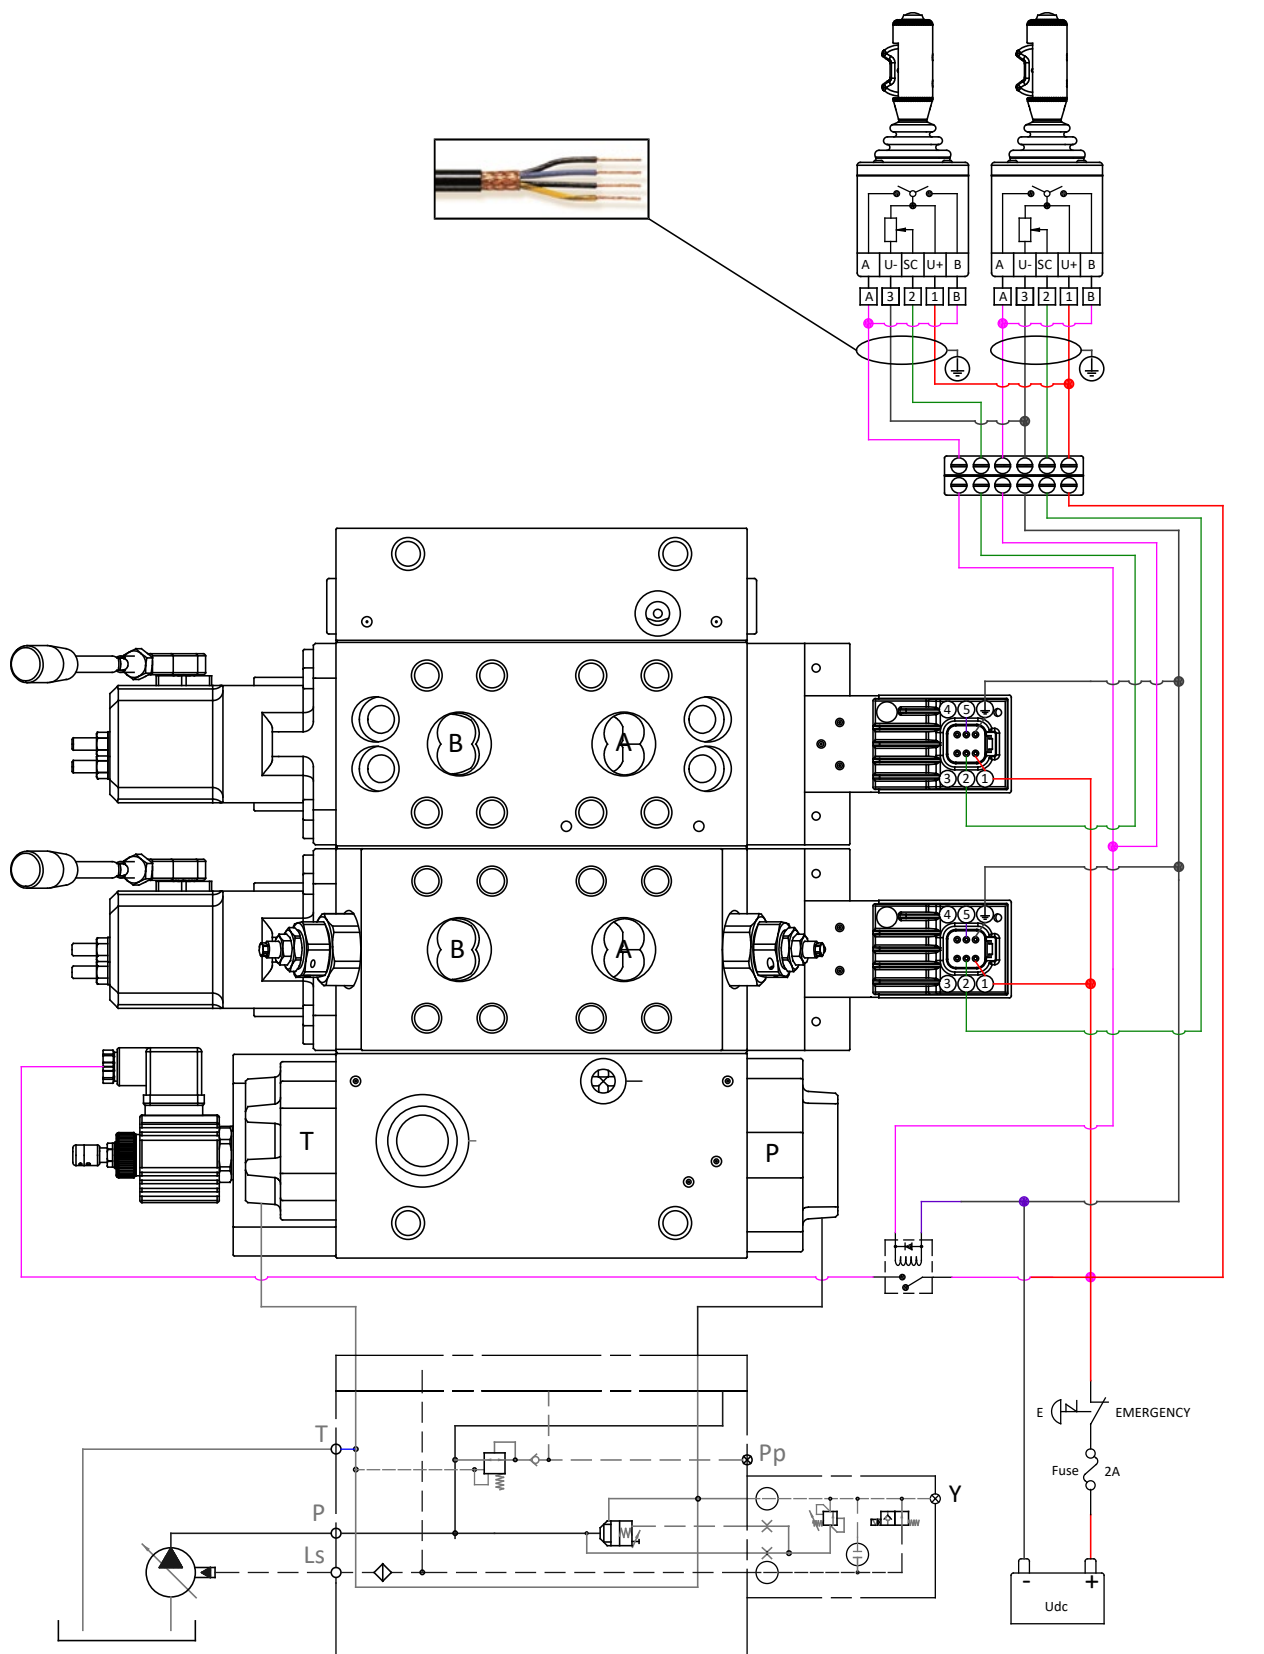 A U- SC U+ B
A U- SC U+ B
A 3 2 1 B
A 3 2 1 B
4 5
B A
3 2 1
4 5
B A
3 2 1
T P
E EMERGENCY
T
Pp
Fuse 2A
Y
P
Ls
- +
Udc